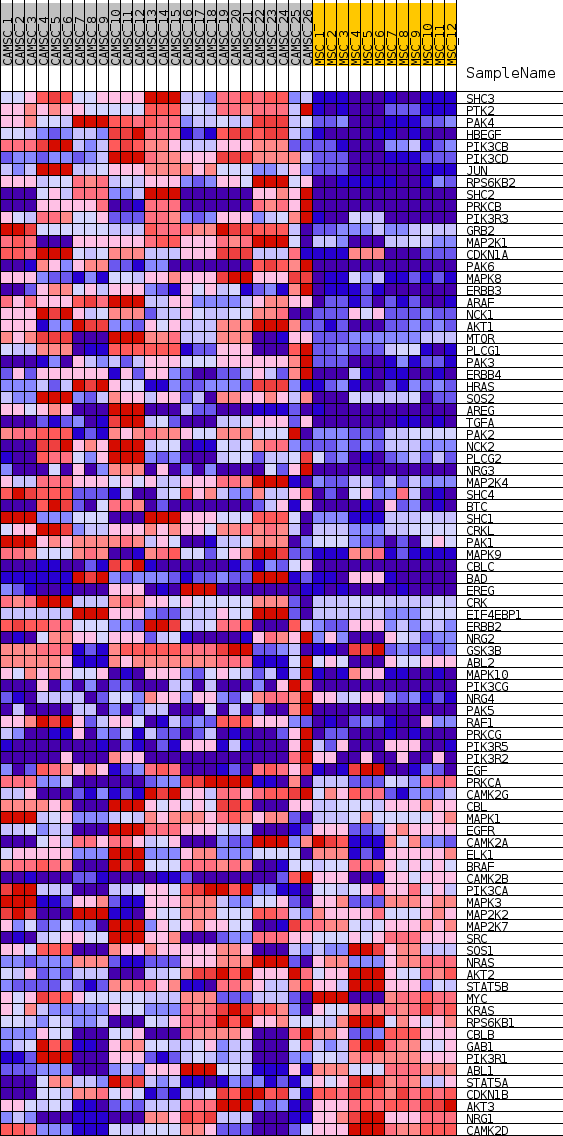 CAMSC_1
CAMSC_2
CAMSC_3
CAMSC_4
CAMSC_5
CAMSC_6
CAMSC_7
CAMSC_8
CAMSC_9
CAMSC_10
CAMSC_11
CAMSC_12
CAMSC_13
CAMSC_14
CAMSC_15
CAMSC_16
CAMSC_17
CAMSC_18
CAMSC_19
CAMSC_20
CAMSC_21
CAMSC_22
CAMSC_23
CAMSC_24
CAMSC_25
CAMSC_26
MSC_1
MSC_2
MSC_3
MSC_4
MSC_5
MSC_6
MSC_7
MSC_8
MSC_9
MSC_10
MSC_11
MSC_12
SampleName
SHC3
PTK2
PAK4
HBEGF
PIK3CB
PIK3CD
JUN
RPS6KB2
SHC2
PRKCB
PIK3R3
GRB2
MAP2K1
CDKN1A
PAK6
MAPK8
ERBB3
ARAF
NCK1
AKT1
MTOR
PLCG1
PAK3
ERBB4
HRAS
SOS2
AREG
TGFA
PAK2
NCK2
PLCG2
NRG3
MAP2K4
SHC4
BTC
SHC1
CRKL
PAK1
MAPK9
CBLC
BAD
EREG
CRK
EIF4EBP1
ERBB2
NRG2
GSK3B
ABL2
MAPK10
PIK3CG
NRG4
PAK5
RAF1
PRKCG
PIK3R5
PIK3R2
EGF
PRKCA
CAMK2G
CBL
MAPK1
EGFR
CAMK2A
ELK1
BRAF
CAMK2B
PIK3CA
MAPK3
MAP2K2
MAP2K7
SRC
SOS1
NRAS
AKT2
STAT5B
MYC
KRAS
RPS6KB1
CBLB
GAB1
PIK3R1
ABL1
STAT5A
CDKN1B
AKT3
NRG1
CAMK2D